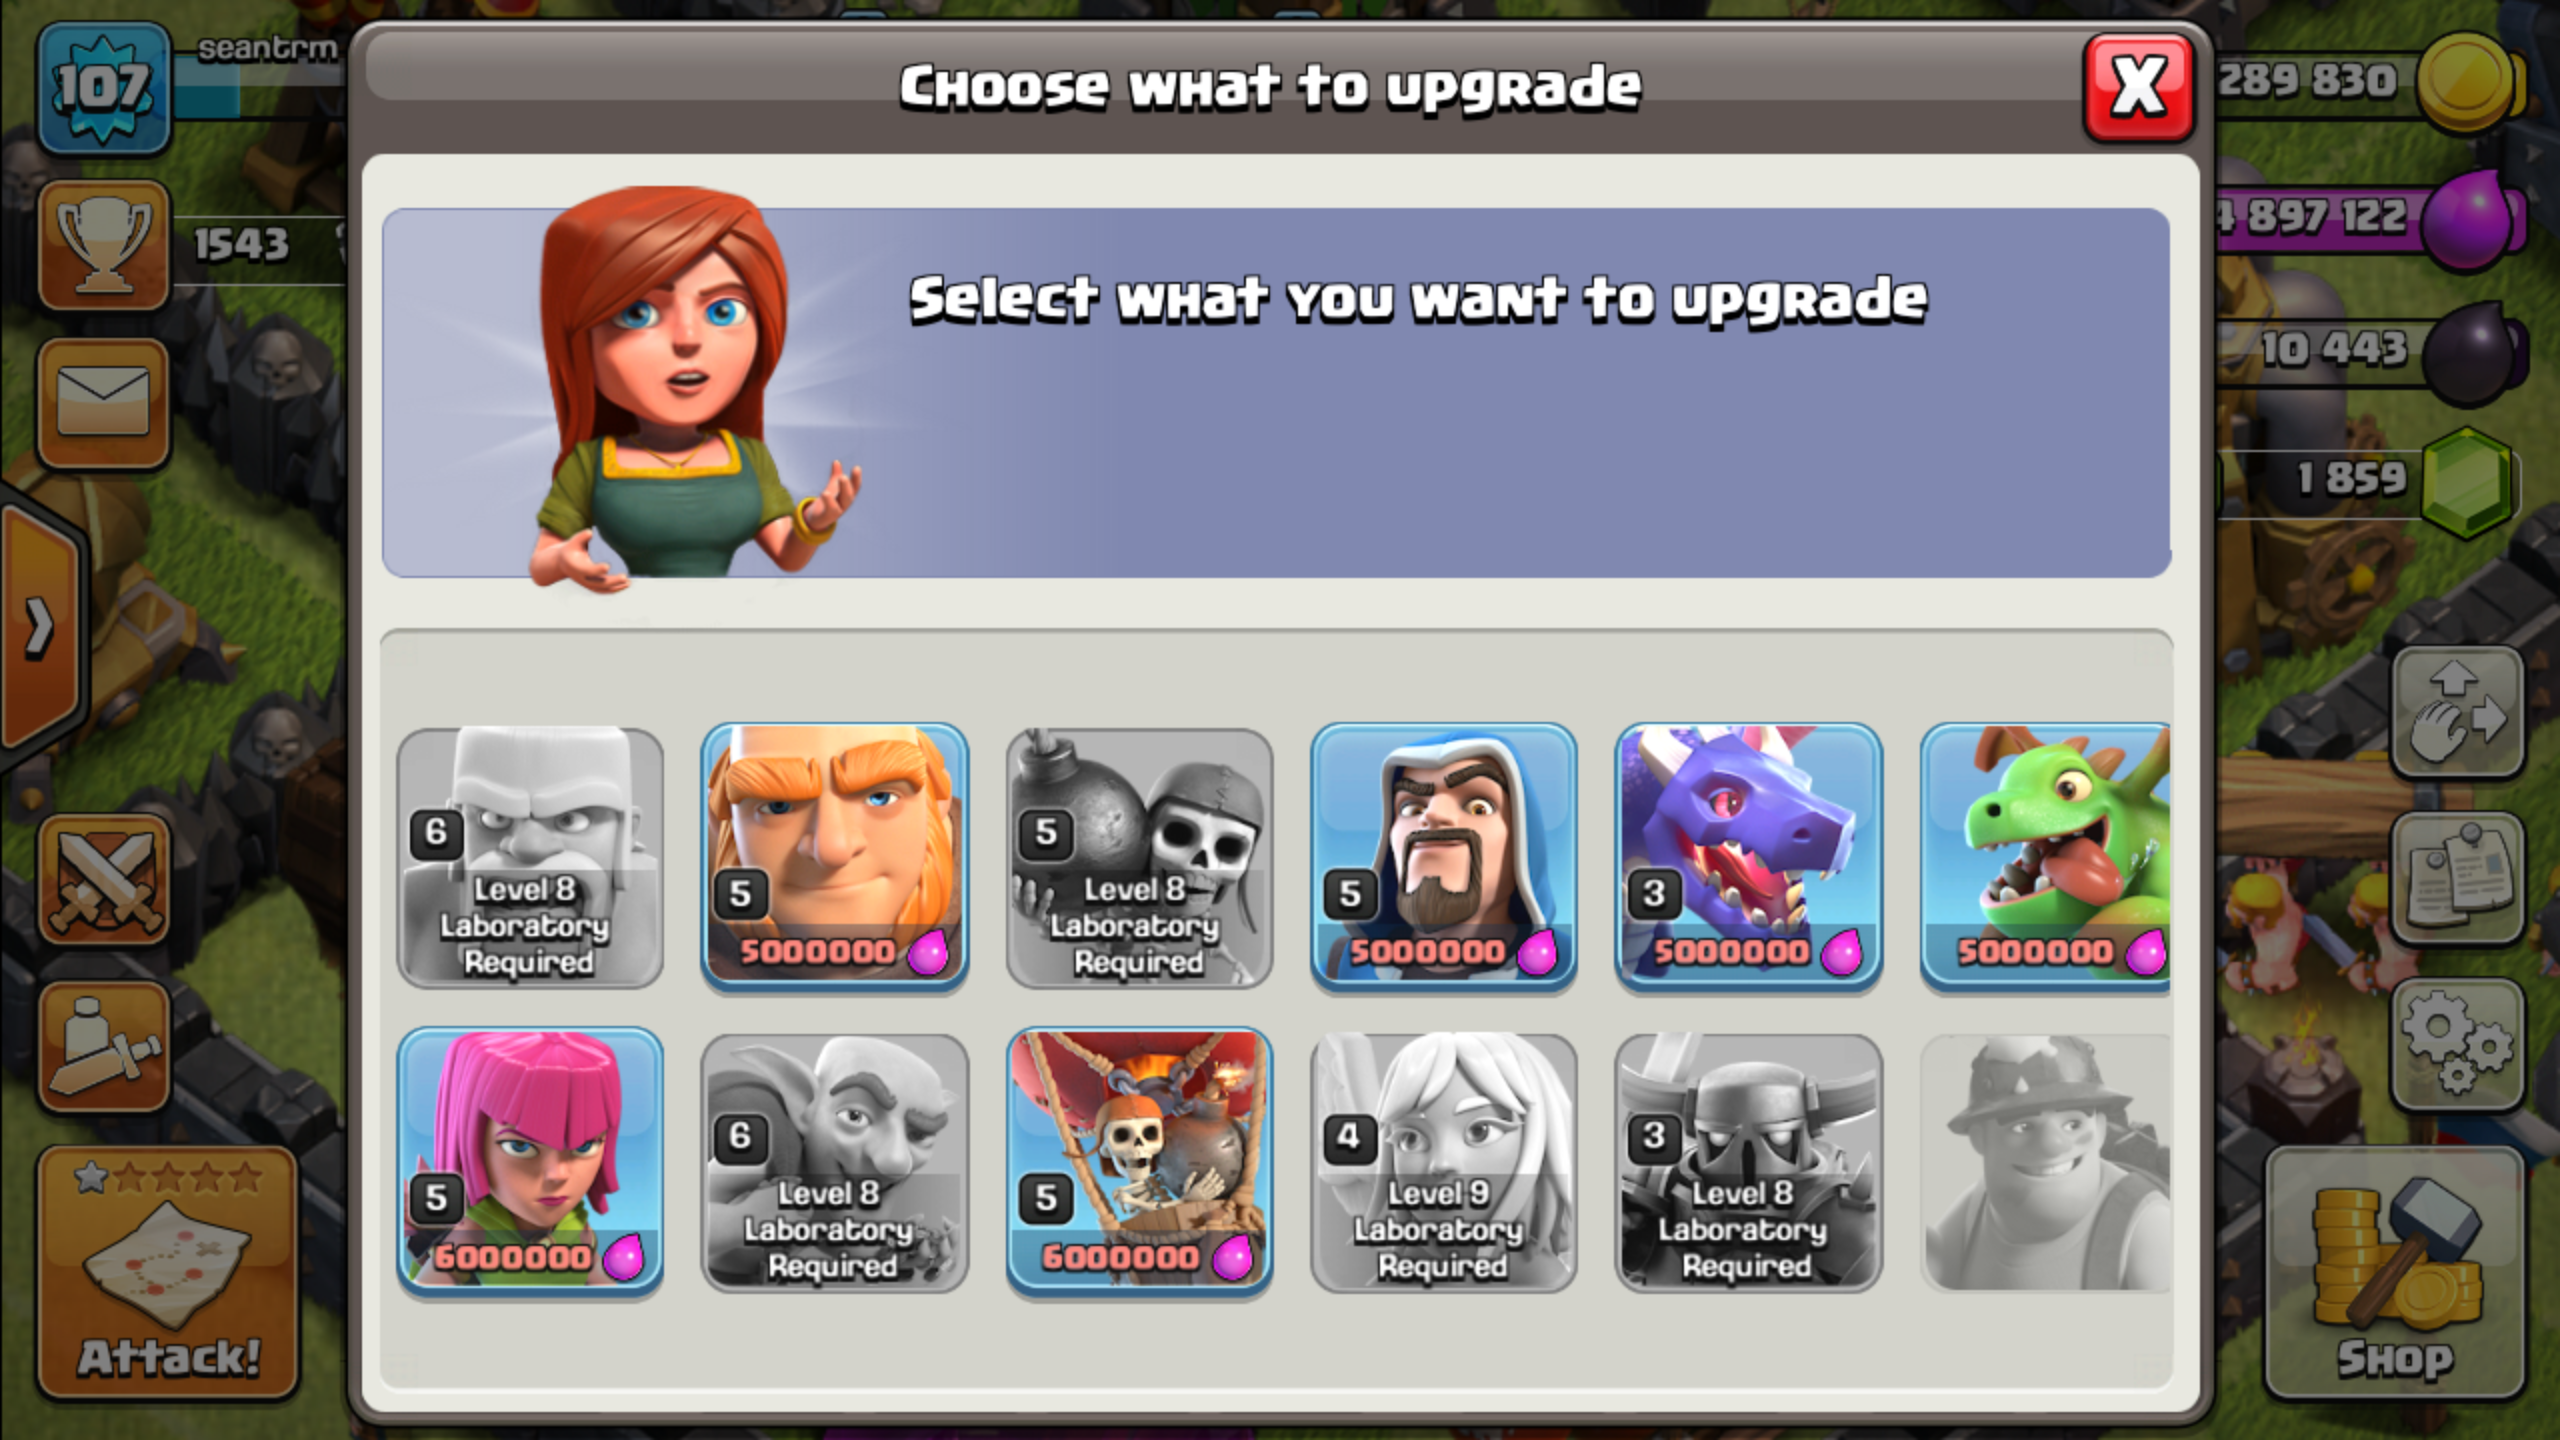 107
seantrm
Choose what to upgrade
X
289 830
1543
4 897 122
Select what you want to upgrade
10 443
1 859
6
Level 8
Laboratory
Required
5
5000000
5
Level 8
Laboratory
Required
5
5000000
3
5000000
5000000
5
6000000
6
Level 8
Laboratory
Required
5
6000000
4
Level 9
Laboratory
Required
3
Level 8
Laboratory
Required
Attack!
Shop